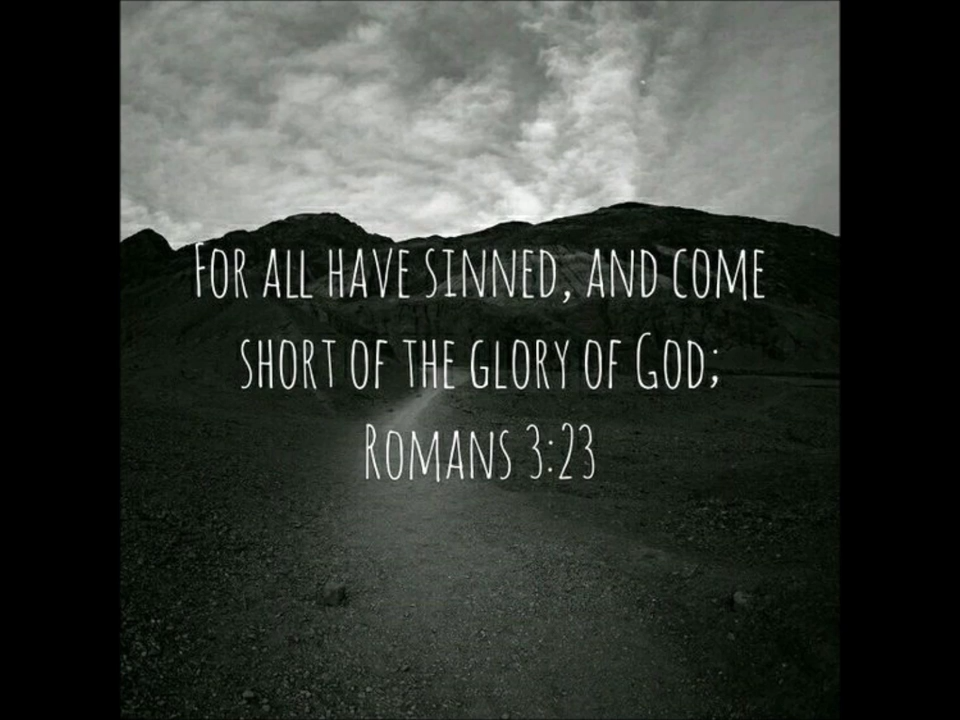 For all have sinned, and come
short of the glory of God;
Romans 3:23